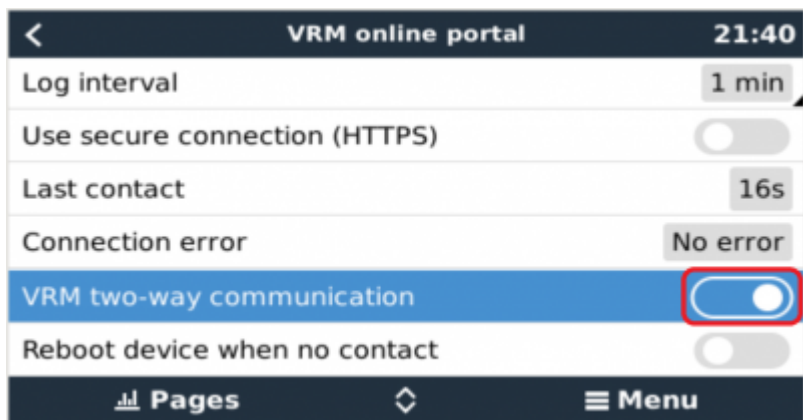 VRM online portal 21:40
Log interval 1 min
Use secure connection (HTTPS)
Last contact 16s
Connection error No error
VRM two-way communication
Reboot device when no contact
Pages Menu